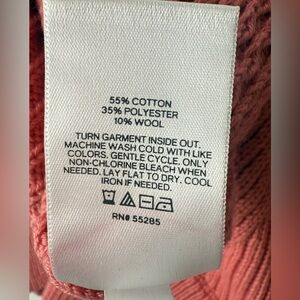 55% COTTON
35% POLYESTER
10% WOOL
TURN GARMENT INSIDE OUT.
MACHINE WASH COLD WITH LIKE
COLORS. GENTLE CYCLE. ONLY
NON-CHLORINE BLEACH WHEN
NEEDED. LAY FLAT TO DRY. COOL
IRON IF NEEDED.
RN# 55285